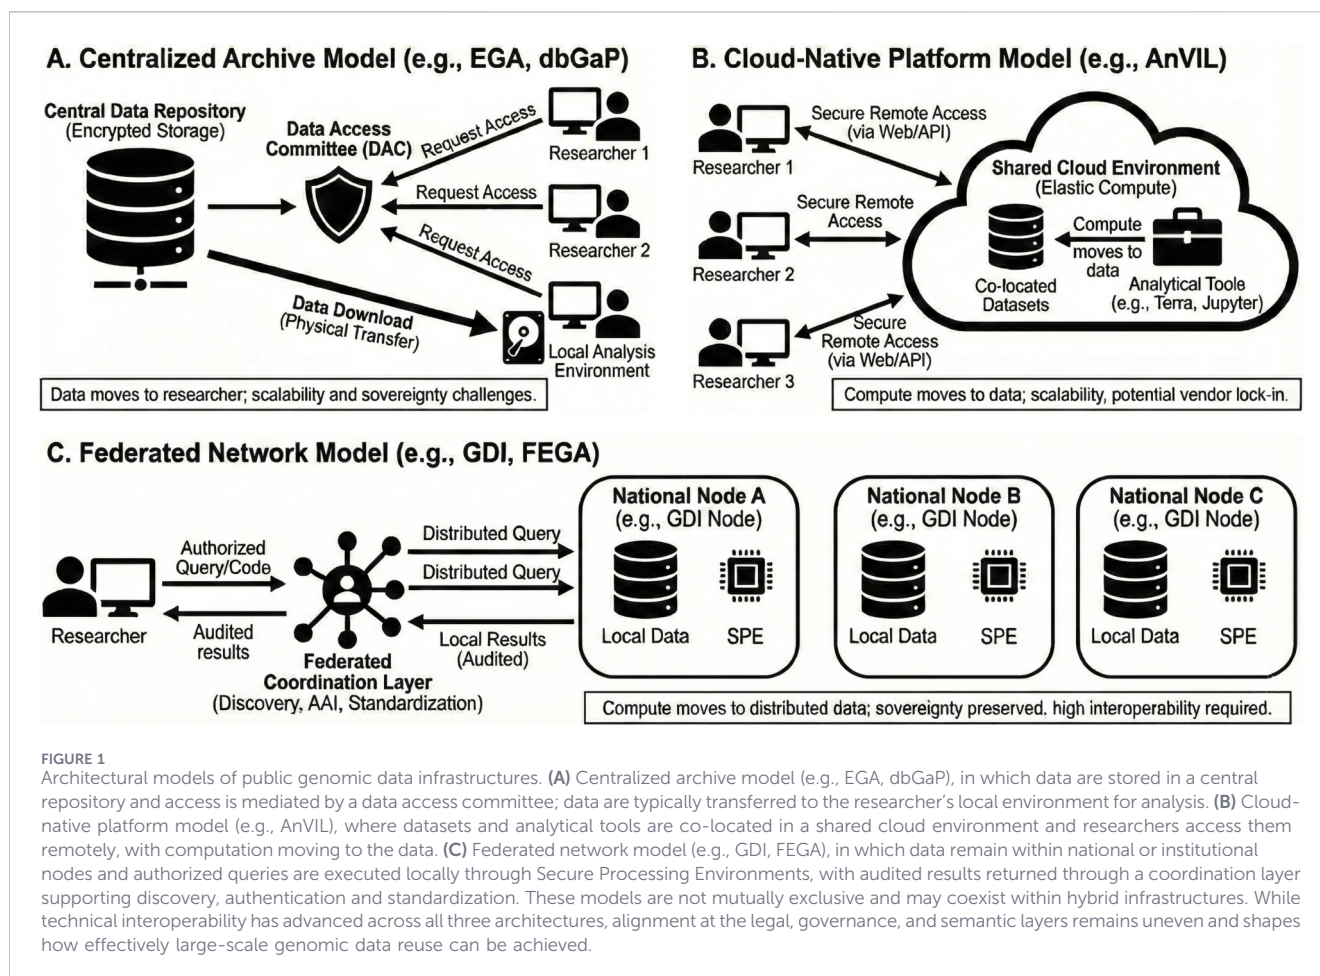 A. Centralized Archive Model (e.g., EGA, dbGaP)
Central Data Repository
(Encrypted Storage)
Data Access
Committee (DAC)
Request Access
Researcher 1
Request Access
Researcher 2
Request Access
Data Download
(Physical Transfer)
Local Analysis
Environment
Data moves to researcher; scalability and sovereignty challenges.
B. Cloud-Native Platform Model (e.g., AnVIL)
Researcher 1
Secure Remote Access
(via Web/API)
Researcher 2
Secure Remote
Access
Researcher 3
Secure
Remote Access
(via Web/API)
Shared Cloud Environment
(Elastic Compute)
Co-located
Datasets
Compute
moves to
data
Analytical Toole
(e.g., Terra, Jupyter)
Compute moves to data; scalability, potential vendor lock-in.
C. Federated Network Model (e.g., GDI, FEGA)
Researcher
Authorized
Query/Code
Audited
results
Federated
Coordination Layer
(Discovery, AAI, Standardization)
Distributed Query
Distributed Query
Local Results
(Audited)
National Node A
(e.g., GDI Node)
Local Data
SPE
National Node B
(e.g., GDI Node)
Local Data
SPE
National Node C
(e.g., GDI Node)
Local Data
SPE
Compute moves to distributed data; sovereignty preserved, high interoperability required.
FIGURE 1
Architectural models of public genomic data infrastructures. (A) Centralized archive model (e.g., EGA, dbGaP), in which data are stored in a central
repository and access is mediated by a data access committee; data are typically transferred to the researcher's local environment for analysis. (B) Cloud-
native platform model (e.g., AnVIL), where datasets and analytical tools are co-located in a shared cloud environment and researchers access them
remotely, with computation moving to the data. (C) Federated network model (e.g., GDI, FEGA), in which data remain within national or institutional
nodes and authorized queries are executed locally through Secure Processing Environments, with audited results returned through a coordination layer
supporting discovery, authentication and standardization. These models are not mutually exclusive and may coexist within hybrid infrastructures. While
technical interoperability has advanced across all three architectures, alignment at the legal, governance, and semantic layers remains uneven and shapes
how effectively large-scale genomic data reuse can be achieved.